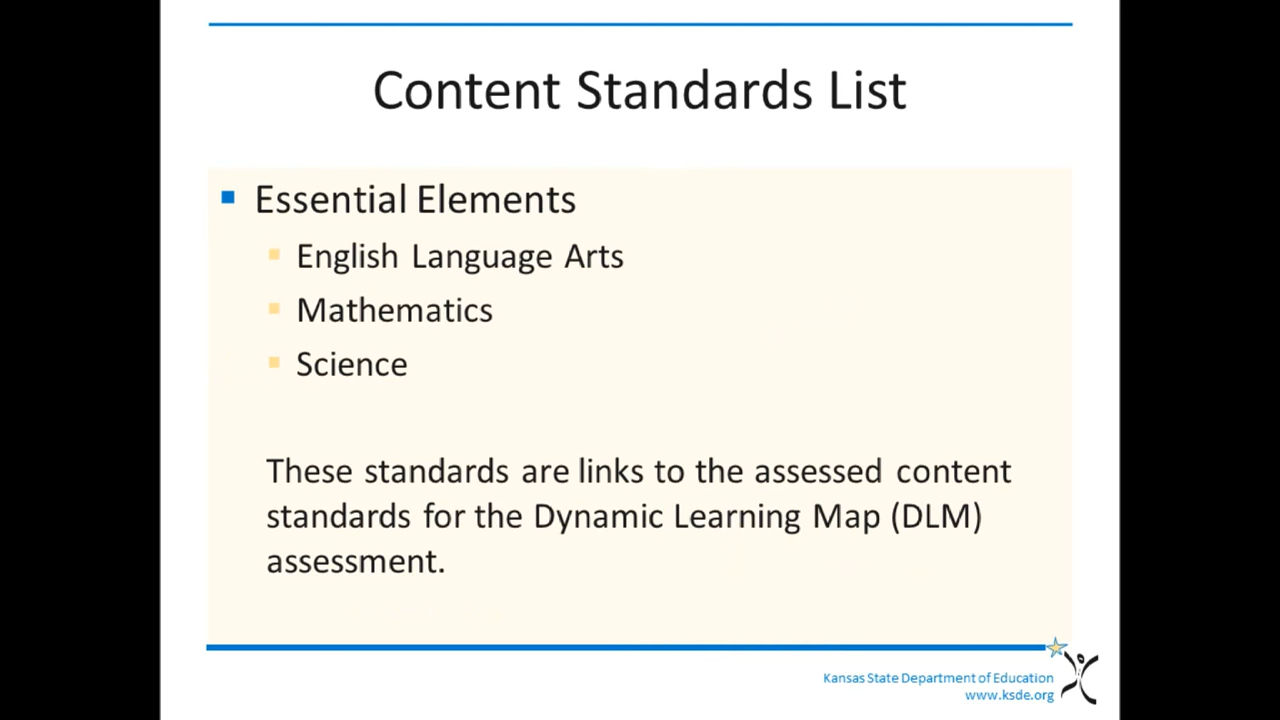 Content Standards List
Essential Elements
English Language Arts
Mathematics
Science
These standards are links to the assessed content
standards for the Dynamic Learning Map (DLM)
assessment.
Kansas State Department of Education
www.ksde.org